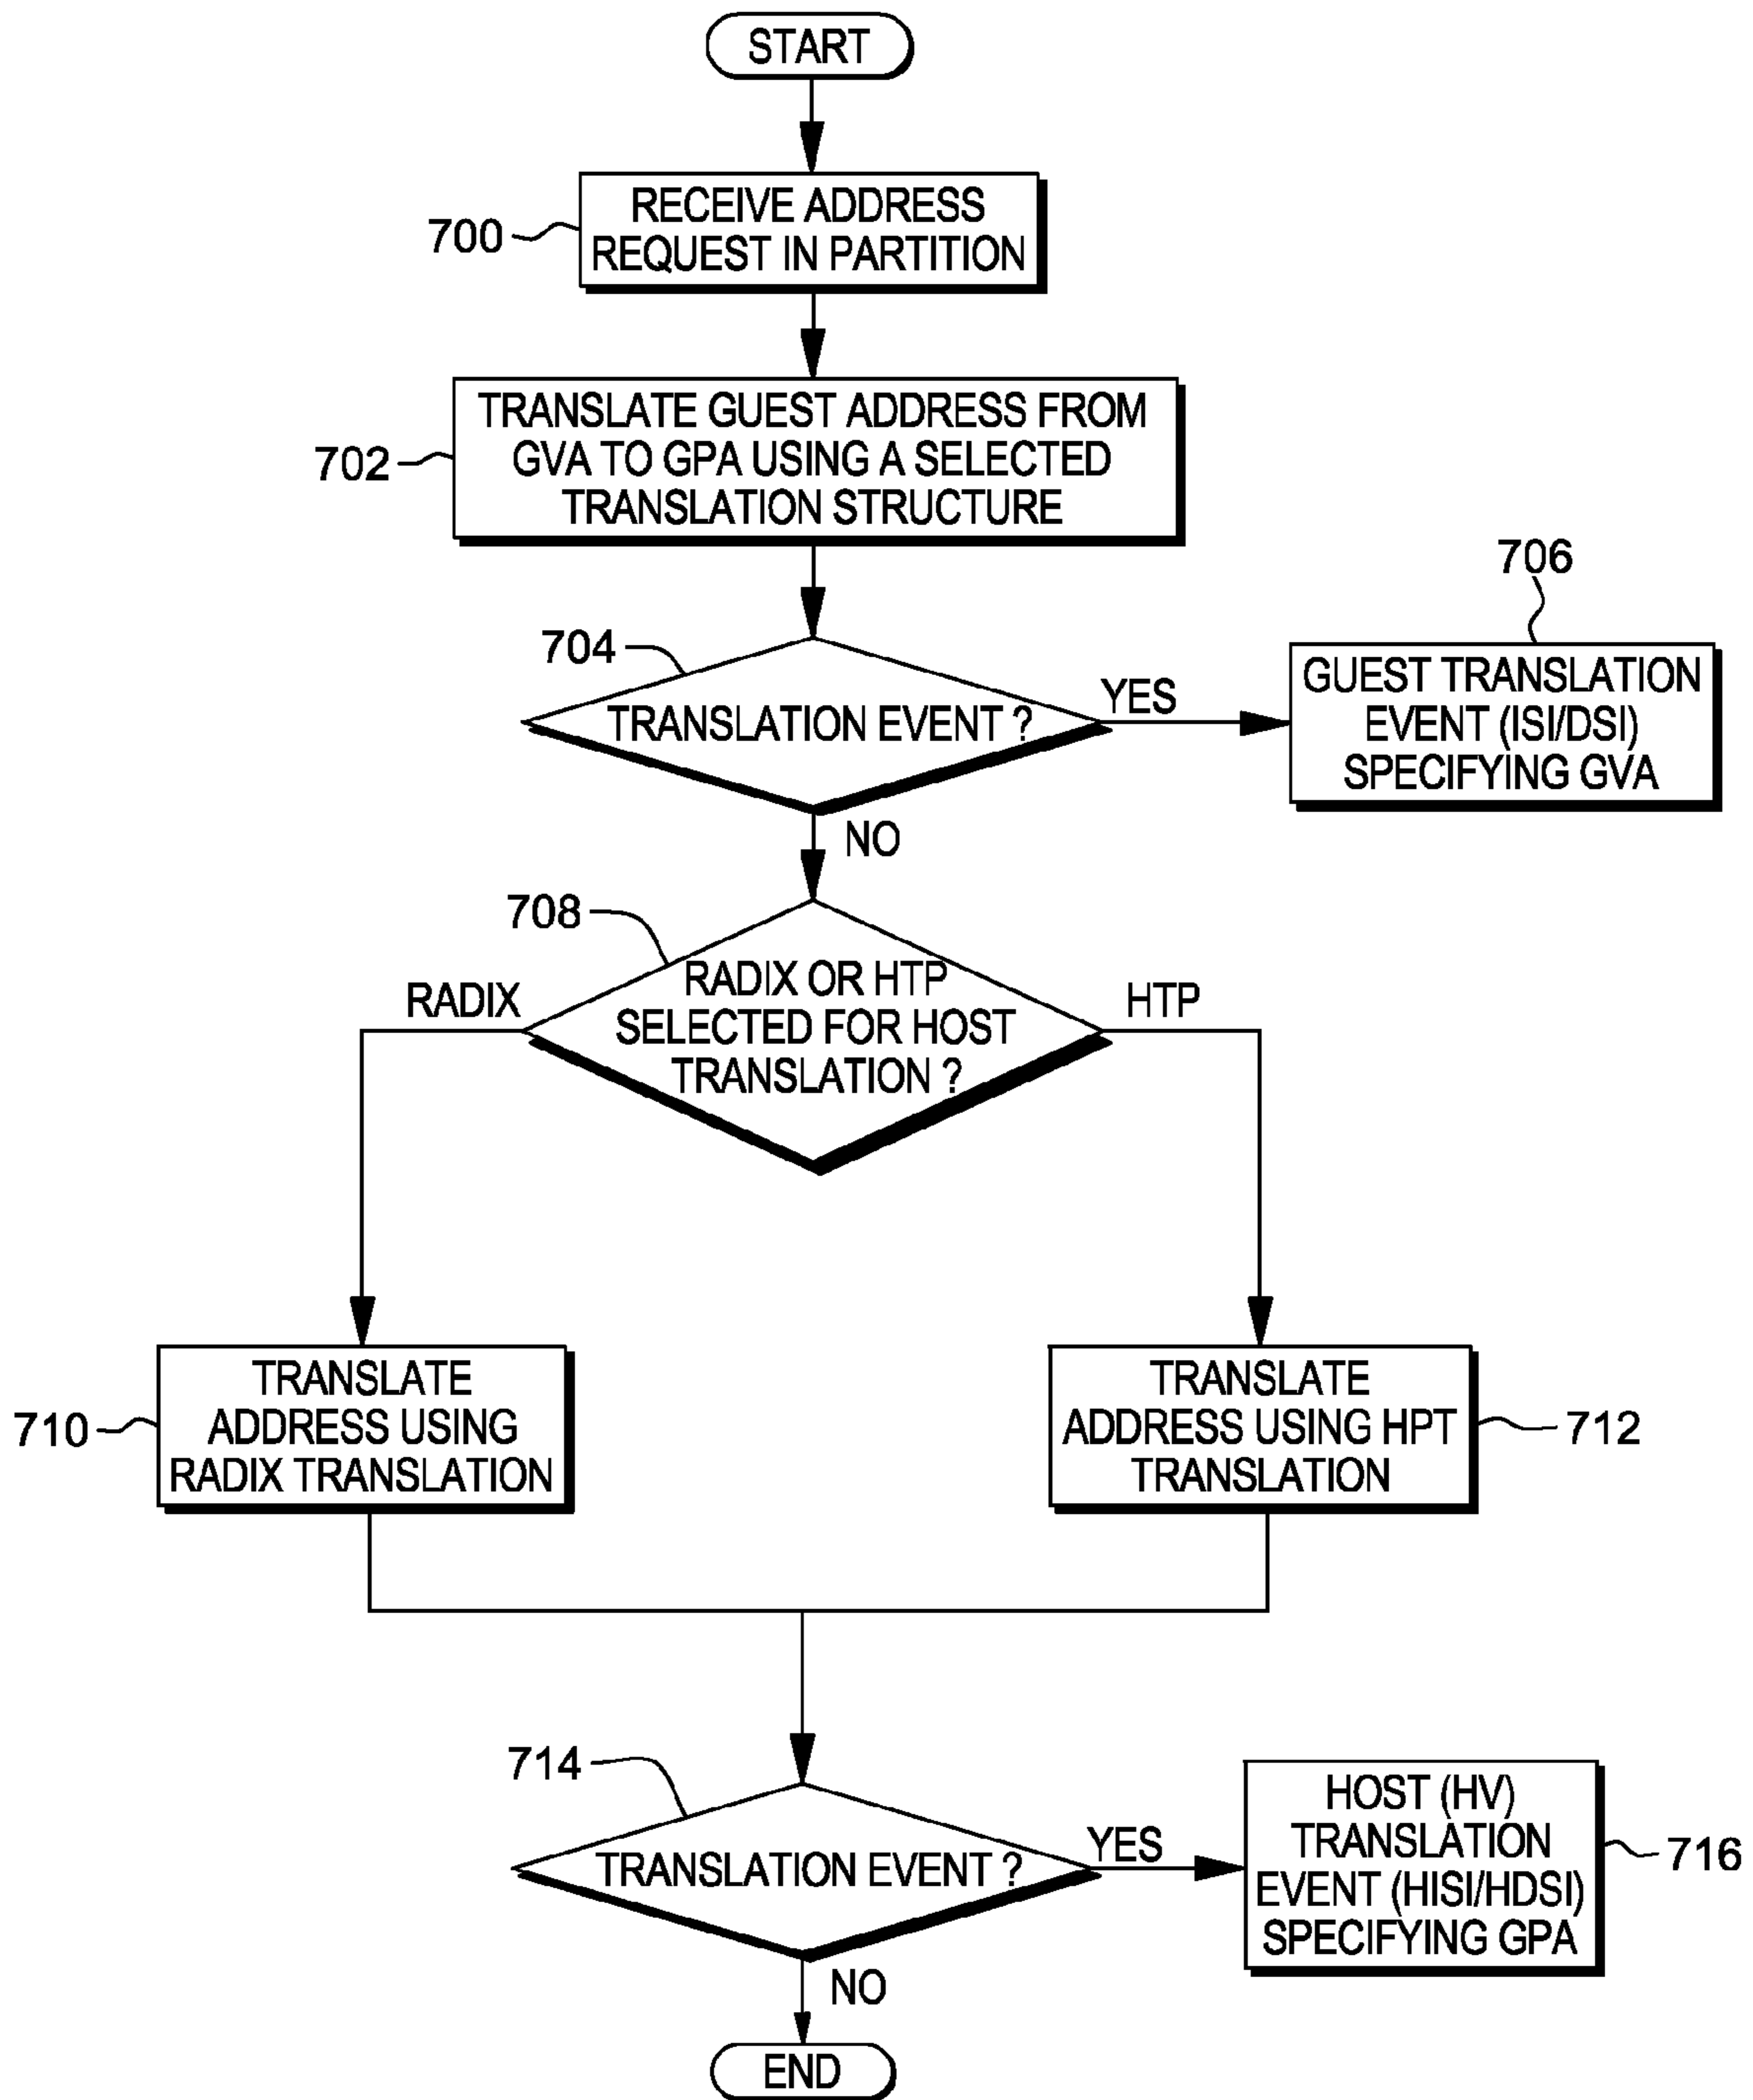 START
700
RECEIVE ADDRESS
REQUEST IN PARTITION
702
TRANSLATE GUEST ADDRESS FROM
GVA TO GPA USING A SELECTED
TRANSLATION STRUCTURE
704
TRANSLATION EVENT ?
YES
706
GUEST TRANSLATION
EVENT (ISI/DSI)
SPECIFYING GVA
NO
708
RADIX OR HTP
SELECTED FOR HOST
TRANSLATION ?
RADIX
HTP
710
TRANSLATE
ADDRESS USING
RADIX TRANSLATION
TRANSLATE
ADDRESS USING HPT
TRANSLATION
712
714
TRANSLATION EVENT ?
YES
HOST (HV)
TRANSLATION
EVENT (HISI/HDSI)
SPECIFYING GPA
716
NO
END